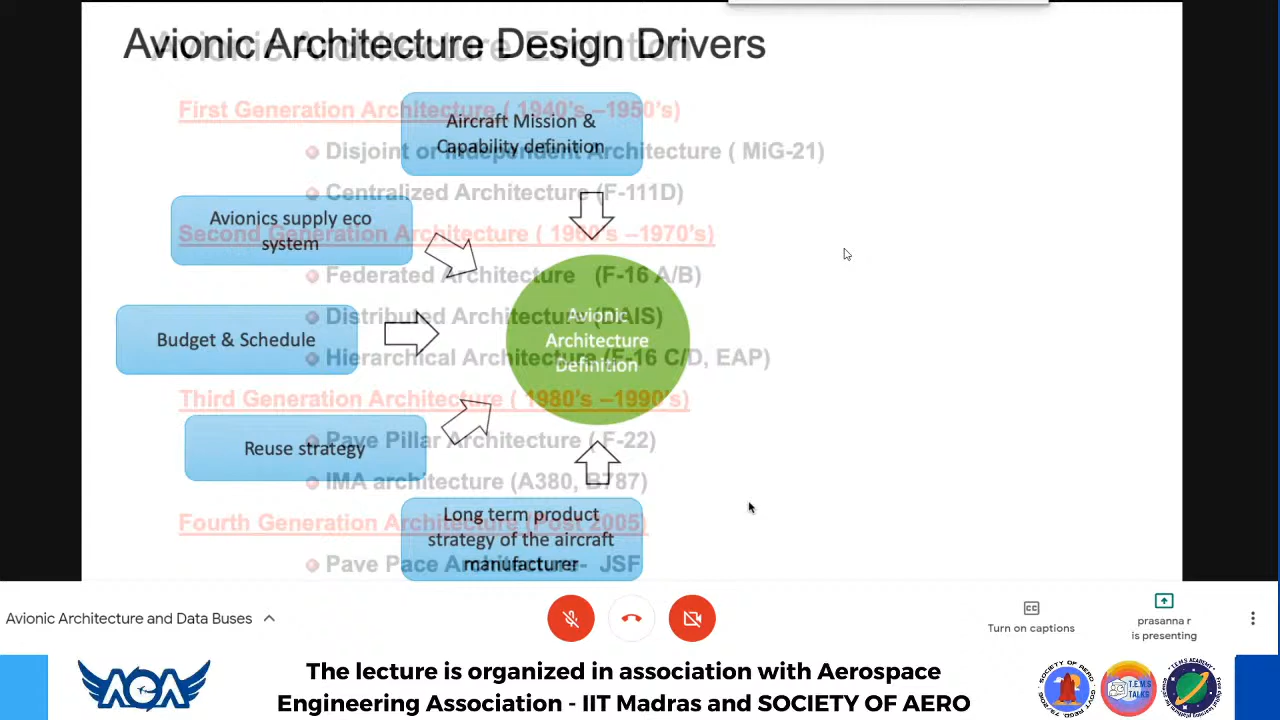 Avionic Architecture Design Drivers
Avionic Architecture Evolution
First Generation Architecture ( 1940's –1950's)
Aircraft Mission &
Capability definition
Disjoint or Independent Architecture ( MiG-21)
Centralized Architecture (F-111D)
Avionics supply eco
system
Second Generation Architecture ( 1960's –1970's)
Federated Architecture (F-16 A/B)
Distributed Architecture (DAIS)
Avionic
Architecture
Definition
Budget & Schedule
Hierarchical Architecture (F-16 C/D, EAP)
Third Generation Architecture ( 1980's –1990's)
Reuse strategy
Pave Pillar Architecture ( F-22)
IMA architecture (A380, B787)
Long term product
strategy of the aircraft
manufacturer
Fourth Generation Architecture (Post 2005)
Pave Pace Architecture- JSF
Avionic Architecture and Data Buses
Turn on captions
prasanna r
is presenting
AOA
The lecture is organized in association with Aerospace
Engineering Association - IIT Madras and SOCIETY OF AERO
T.E.M.S
TALKS